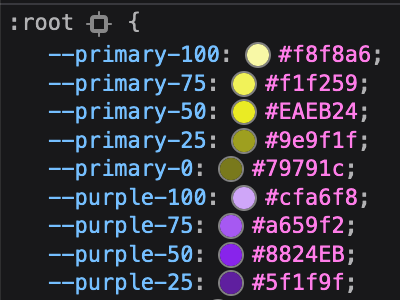 :root {
--primary-100: #f8f8a6;
--primary-75: #f1f259;
--primary-50: #EAEB24;
--primary-25: #9e9f1f;
--primary-0: #79791c;
--purple-100: #cfa6f8;
--purple-75: #a659f2;
--purple-50: #8824EB;
--purple-25: #5f1f9f;